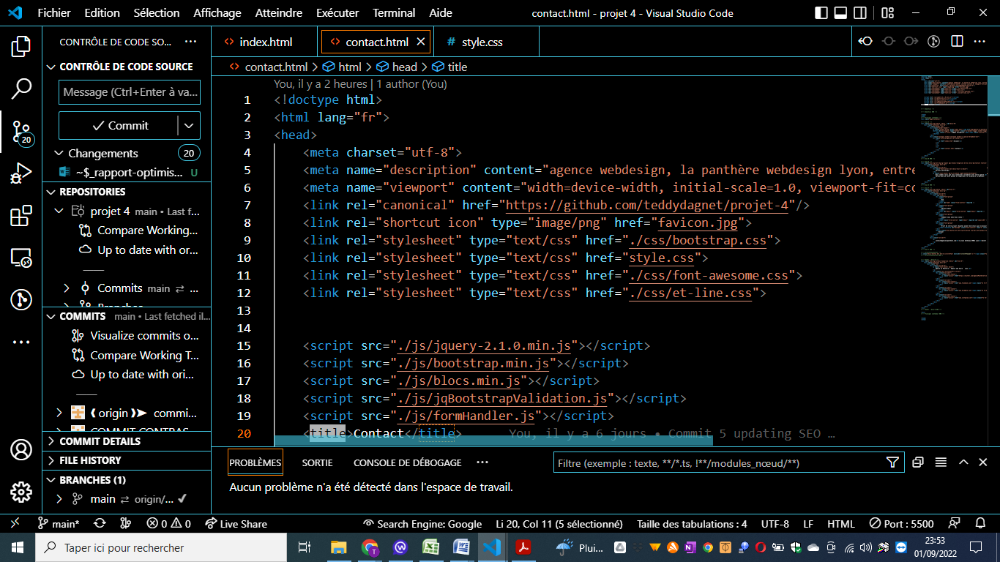 Fichier Edition Sélection Affichage Atteindre Exécuter Terminal Aide contact.html - projet 4 - Visual Studio Code
CONTRÔLE DE CODE SO... ···
index.html contact.html style.css
CONTRÔLE DE CODE SOURCE
Message (Ctrl+Enter à va...
Commit
Changements 20
~$_rapport-optimis... U
20
REPOSITORIES
projet 4 main • Last f...
Compare Working...
Up to date with or...
Commits main ⇄ ...
Branches
COMMITS main • Last fetched il...
Visualize commits o...
Compare Working T...
Up to date with ori...
origin commi...
COMMIT CONTRAS
COMMIT DETAILS
FILE HISTORY
BRANCHES (1)
main ⇄ origin/... ✔
contact.html > html > head > title
You, il y a 2 heures | 1 author (You)
1 <!doctype html>
2 <html lang="fr">
3 <head>
4 <meta charset="utf-8">
5 <meta name="description" content="agence webdesign, la panthère webdesign lyon, entre
6 <meta name="viewport" content="width=device-width, initial-scale=1.0, viewport-fit=co
7 <link rel="canonical" href="https://github.com/teddydagnet/projet-4"/>
8 <link rel="shortcut icon" type="image/png" href="favicon.jpg">
9 <link rel="stylesheet" type="text/css" href="./css/bootstrap.css">
10 <link rel="stylesheet" type="text/css" href="style.css">
11 <link rel="stylesheet" type="text/css" href="./css/font-awesome.css">
12 <link rel="stylesheet" type="text/css" href="./css/et-line.css">
13
14
15 <script src="./js/jquery-2.1.0.min.js"></script>
16 <script src="./js/bootstrap.min.js"></script>
17 <script src="./js/blocs.min.js"></script>
18 <script src="./js/jqBootstrapValidation.js"></script>
19 <script src="./js/formHandler.js"></script>
20 <title>Contact</title> You, il y a 6 jours • Commit 5 updating SEO …
PROBLÈMES SORTIE CONSOLE DE DÉBOGAGE ··· Filtre (exemple : texte, **/*.ts, !**/modules_nœud/**)
Aucun problème n'a été détecté dans l'espace de travail.
main* 0 0 Live Share Search Engine: Google Li 20, Col 11 (5 sélectionné) Taille des tabulations : 4 UTF-8 LF HTML Port : 5500
Taper ici pour rechercher Plui... 23:53
01/09/2022